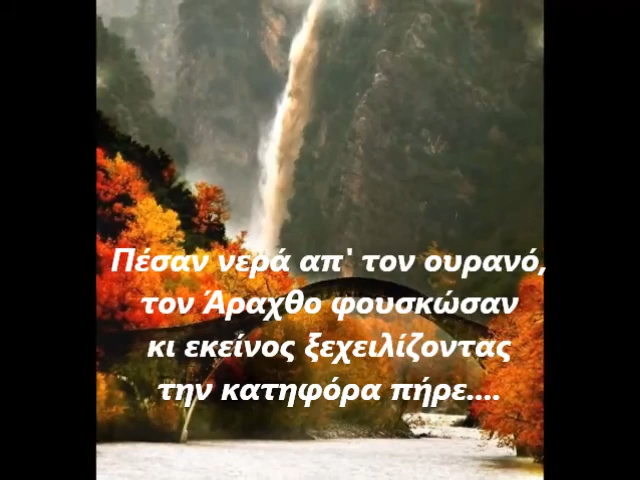 Πέσαν νερά απ' τον ουρανό,
τον Άραχθο φουσκώσαν
κι εκείνος ξεχειλίζοντας
την κατηφόρα πήρε....